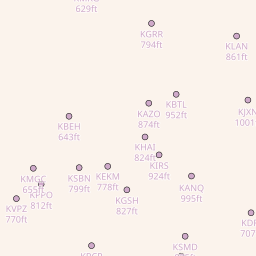 629ft
KGRR
794ft
KLAN
861ft
KBTL
952ft
KAZO
874ft
KJXN
1001
KBEH
643ft
KHAI
824ft
KIRS
924ft
KMGC
655ft
KPPO
812ft
KSBN
799ft
KEKM
778ft
KANQ
995ft
KGSH
827ft
KVPZ
770ft
707
KSMD